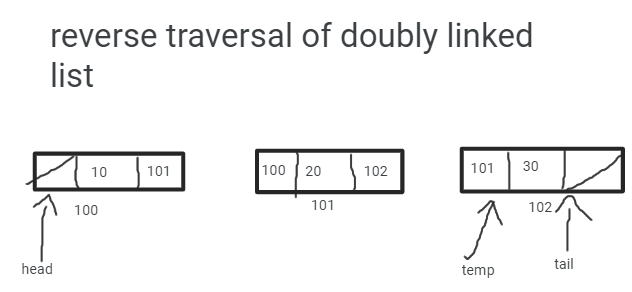 reverse traversal of doubly linked
list
10 101
100 20 102
101 30
100
101
102
head
temp
tail